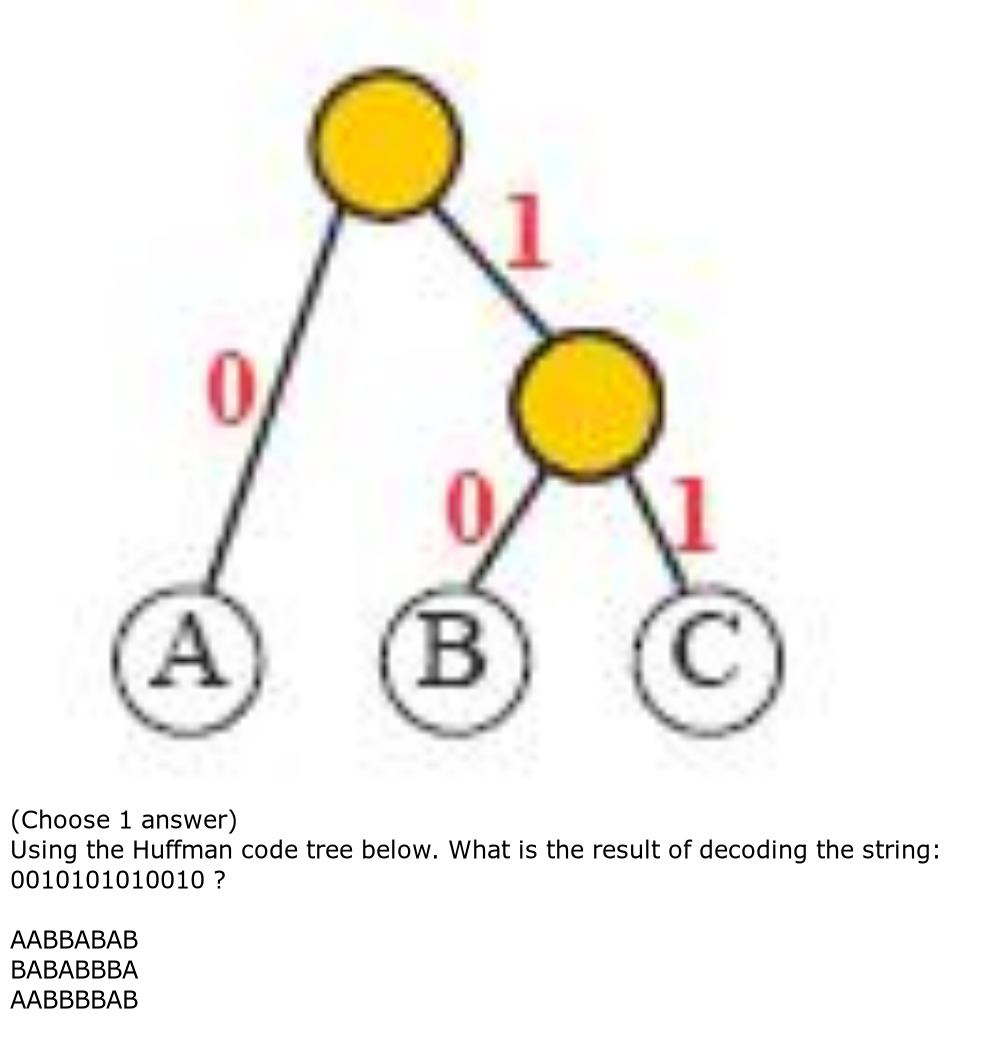 1
0
0
1
A
B
C
(Choose 1 answer)
Using the Huffman code tree below. What is the result of decoding the string:
0010101010010 ?
AABBABAB
BABABBBA
AABBBBAB